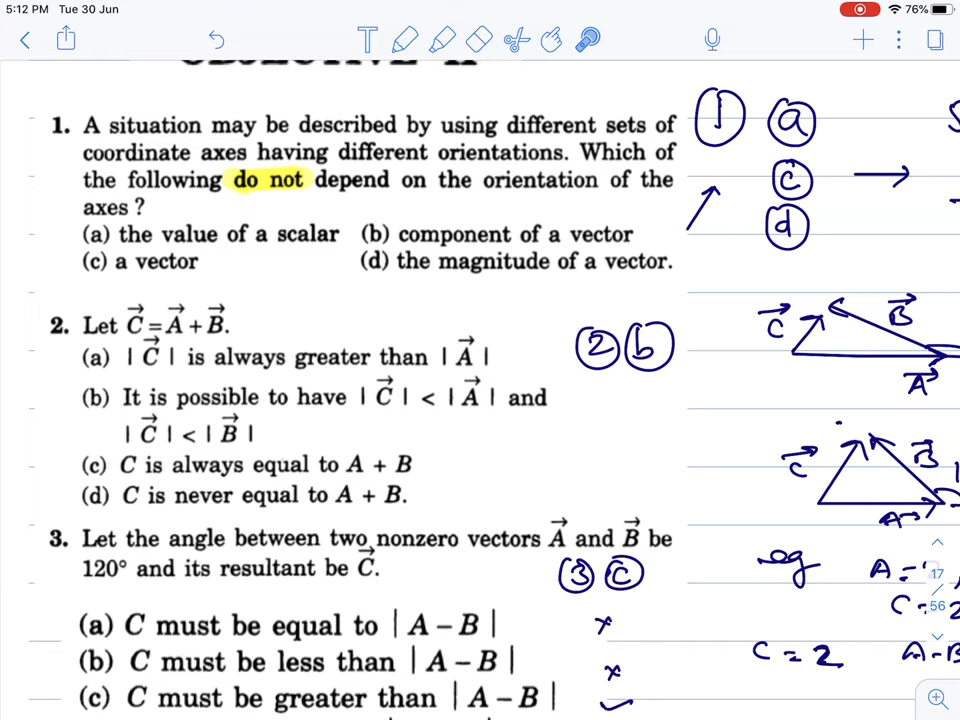 5:12 PM Tue 30 Jun
76%
T
OBJECTIVE II
1. A situation may be described by using different sets of
coordinate axes having different orientations. Which of
the following do not depend on the orientation of the
axes ?
(a) the value of a scalar (b) component of a vector
(c) a vector (d) the magnitude of a vector.
1 a
c →
d
2. Let C⃗ = A⃗ + B⃗.
(a) | C⃗ | is always greater than | A⃗ |
(b) It is possible to have | C⃗ | < | A⃗ | and
| C⃗ | < | B⃗ |
(c) C is always equal to A + B
(d) C is never equal to A + B.
2 b
C⃗ B⃗
A⃗
C⃗ B⃗
A
3. Let the angle between two nonzero vectors A⃗ and B⃗ be
120° and its resultant be C⃗.
3 c
(a) C must be equal to | A – B |
(b) C must be less than | A – B |
(c) C must be greater than | A – B |
× 
× 
✓
eg A =
C = 2
C = 2 A-B
17
/
56